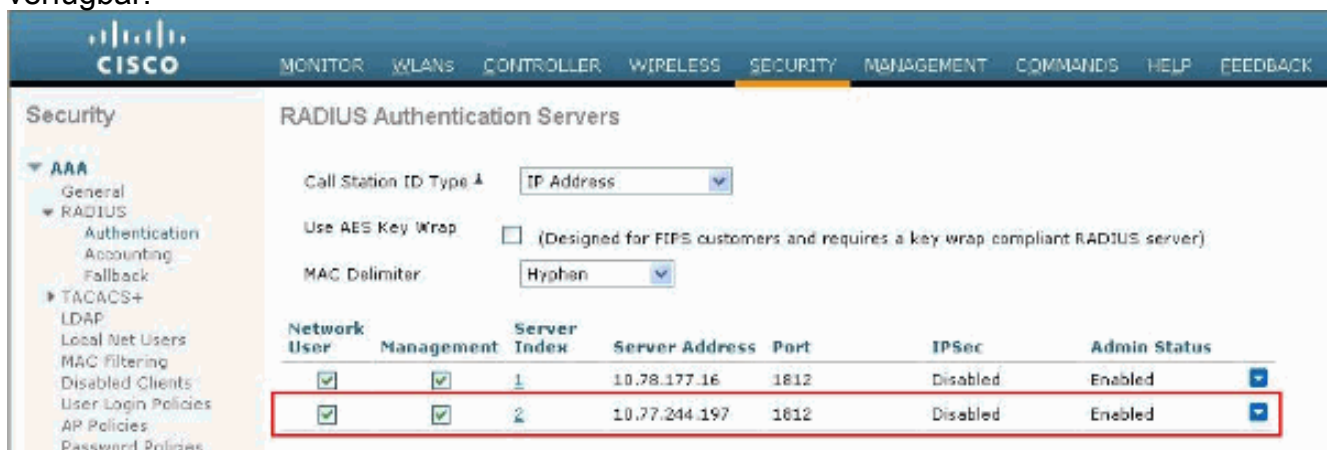 verfügbar.
CISCO
MONITOR WLANs CONTROLLER WIRELESS SECURITY MANAGEMENT COMMANDS HELP FEEDBACK
Security
AAA
General
RADIUS
Authentication
Accounting
Fallback
TACACS+
LDAP
Local Net Users
MAC Filtering
Disabled Clients
User Login Policies
AP Policies
Password Policies
RADIUS Authentication Servers
Call Station ID Type 1 IP Address
Use AES Key Wrap (Designed for FIPS customers and requires a key wrap compliant RADIUS server)
MAC Delimiter Hyphen
Network User Management Server Index Server Address Port IPSec Admin Status
1 10.78.177.16 1812 Disabled Enabled
2 10.77.244.197 1812 Disabled Enabled